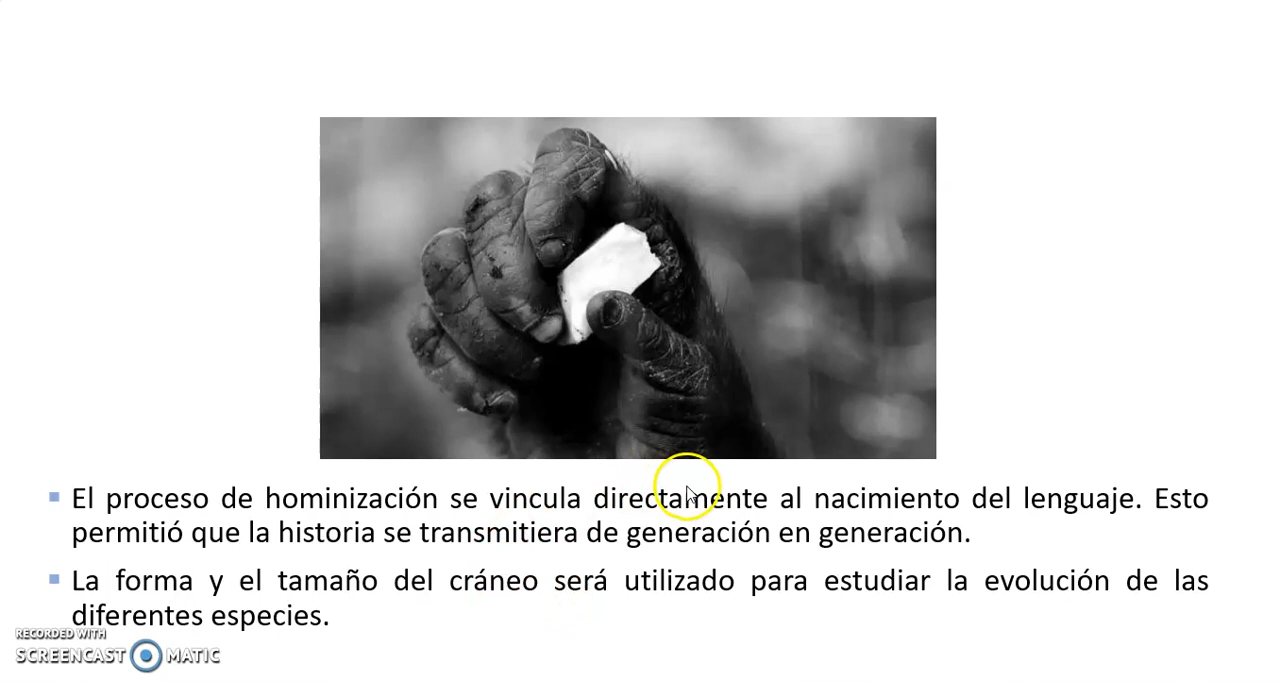 El proceso de hominización se vincula directamente al nacimiento del lenguaje. Esto
permitió que la historia se transmitiera de generación en generación.
La forma y el tamaño del cráneo será utilizado para estudiar la evolución de las
diferentes especies.
RECORDED WITH
SCREENCAST MATIC